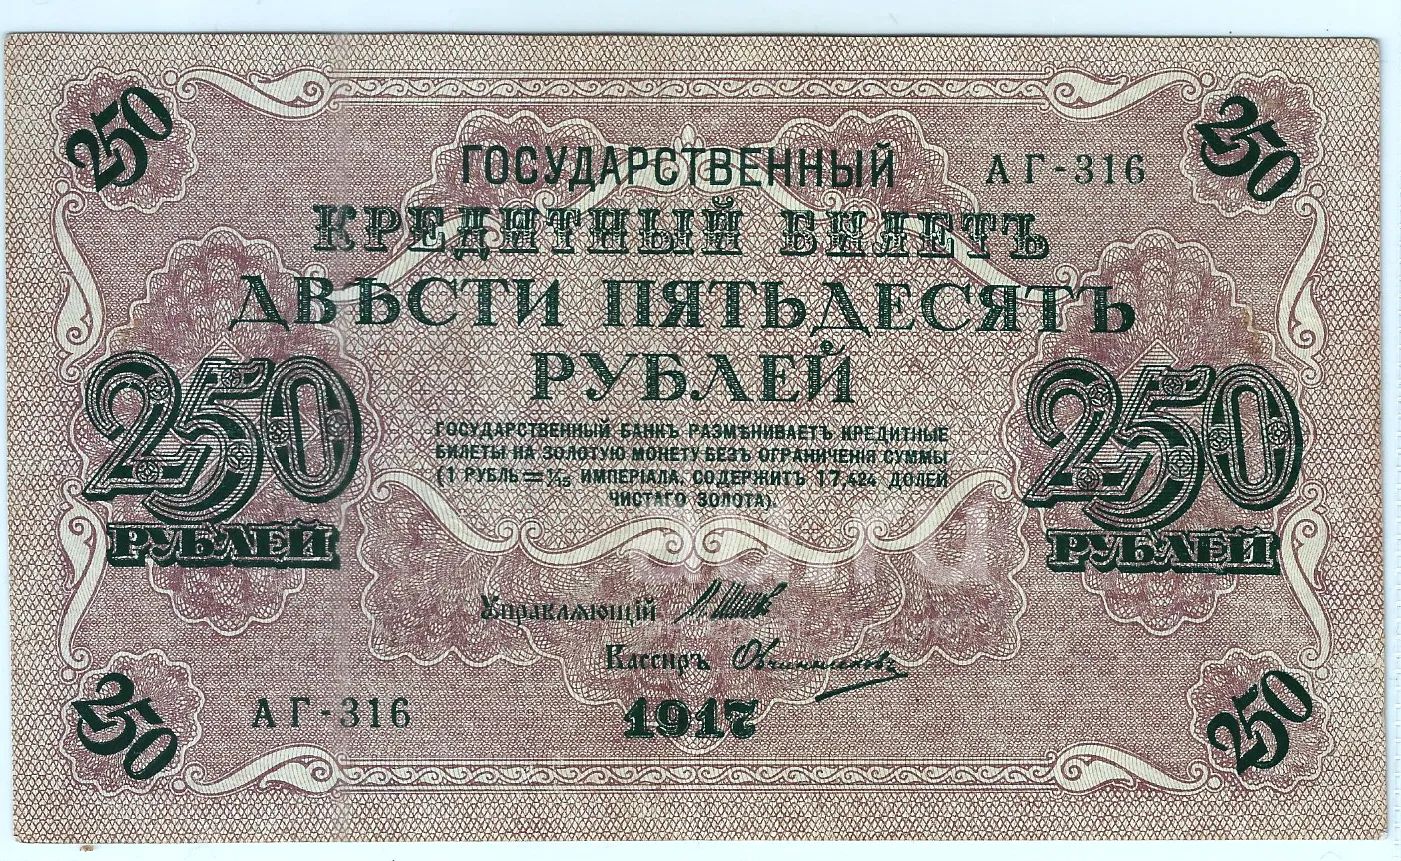 250
250
ГОСУДАРСТВЕННЫЙ
АГ-316
КРЕДИТНЫЙ БИЛЕТЪ
ДВѢСТИ ПЯТЬДЕСЯТЪ
РУБЛЕЙ
250
РУБЛЕЙ
250
РУБЛЕЙ
ГОСУДАРСТВЕННЫЙ БАНКЪ РАЗМѢНИВАЕТЪ КРЕДИТНЫЕ
БИЛЕТЫ НА ЗОЛОТУЮ МОНЕТУ БЕЗЪ ОГРАНИЧЕНІЯ СУММЫ
(1 РУБЛЬ = 1/15 ИМПЕРІАЛА, СОДЕРЖИТЪ 17,424 ДОЛЕЙ
ЧИСТАГО ЗОЛОТА).
Управляющій И. Шипов
Кассиръ Овчинниковъ
АГ-316
1917
250
250